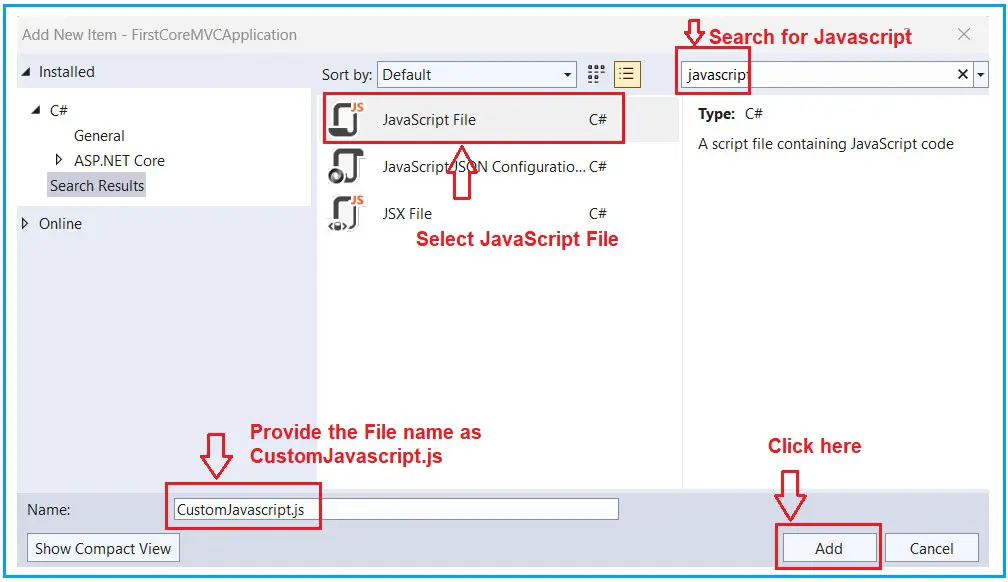 Add New Item - FirstCoreMVCApplication
Search for Javascript
Installed
Sort by: Default
javascript
C#
General
ASP.NET Core
Search Results
Online
JavaScript File C#
JavaScript JSON Configuratio... C#
JSX File C#
Select JavaScript File
Type: C#
A script file containing JavaScript code
Provide the File name as
CustomJavascript.js
Click here
Name: CustomJavascript.js
Show Compact View
Add
Cancel